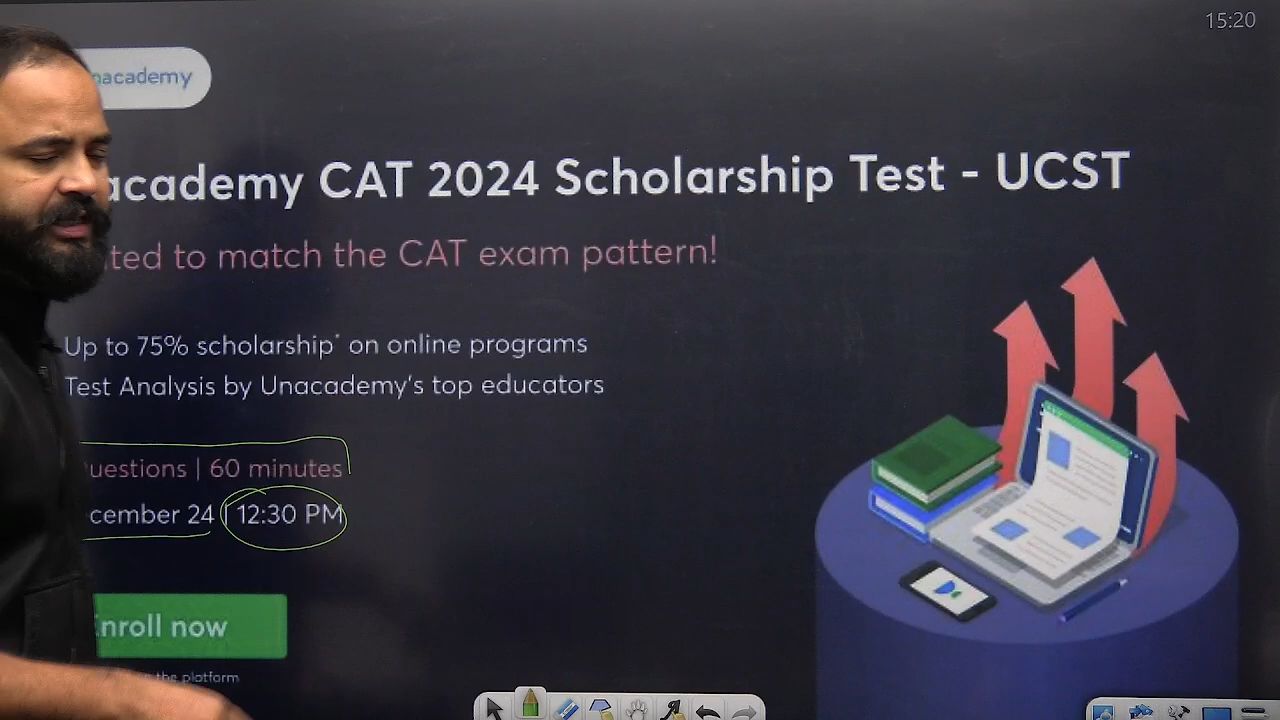 15:20
nacademy
academy CAT 2024 Scholarship Test - UCST
ted to match the CAT exam pattern!
Up to 75% scholarship* on online programs
Test Analysis by Unacademy's top educators
uestions | 60 minutes
cember 24 | 12:30 PM
Enroll now
the platform